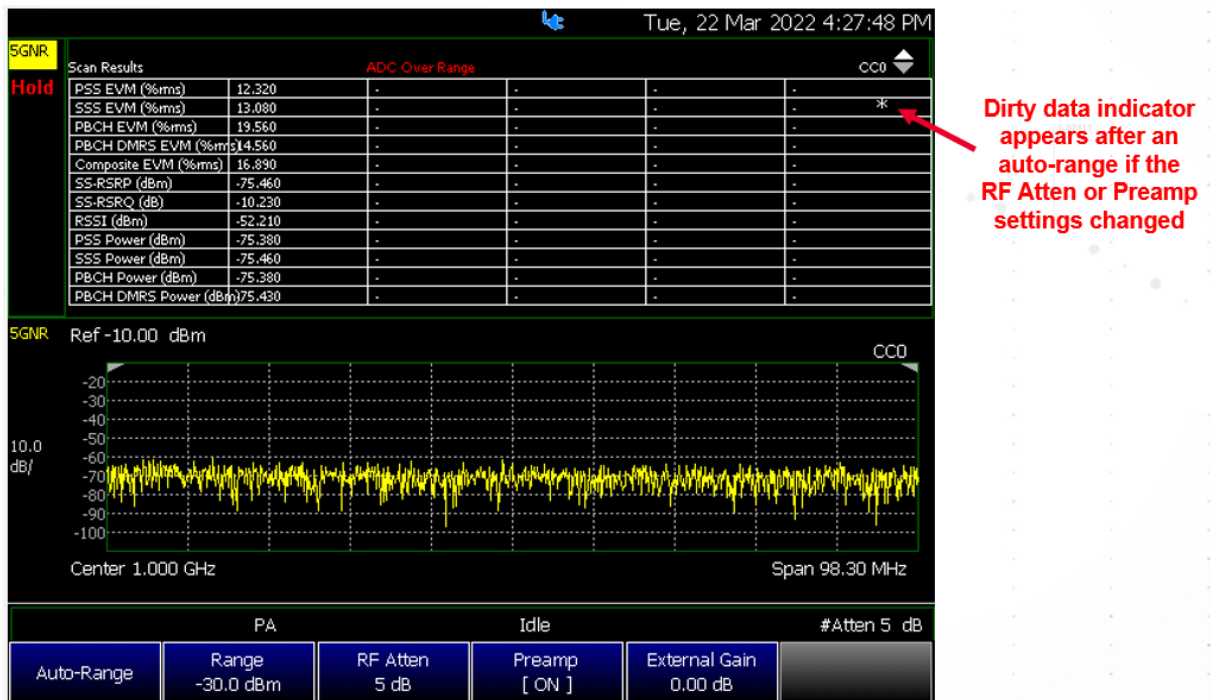 Tue, 22 Mar 2022 4:27:48 PM
5GNR
Hold
Scan Results ADC Over Range CC0
PSS EVM (%rms) 12.320 - - - -
SSS EVM (%rms) 13.080 - - - - *
PBCH EVM (%rms) 19.560 - - - -
PBCH DMRS EVM (%rms)14.560 - - - -
Composite EVM (%rms) 16.890 - - - -
SS-RSRP (dBm) -75.460 - - - -
SS-RSRQ (dB) -10.230 - - - -
RSSI (dBm) -52.210 - - - -
PSS Power (dBm) -75.380 - - - -
SSS Power (dBm) -75.460 - - - -
PBCH Power (dBm) -75.380 - - - -
PBCH DMRS Power (dBm)75.430 - - - -
Dirty data indicator
appears after an
auto-range if the
RF Atten or Preamp
settings changed
5GNR Ref -10.00 dBm
CC0
-20
-30
-40
-50
10.0
dB/
-60
-70
-80
-90
-100
Center 1.000 GHz Span 98.30 MHz
PA Idle #Atten 5 dB
Auto-Range
Range
-30.0 dBm
RF Atten
5 dB
Preamp
[ ON ]
External Gain
0.00 dB